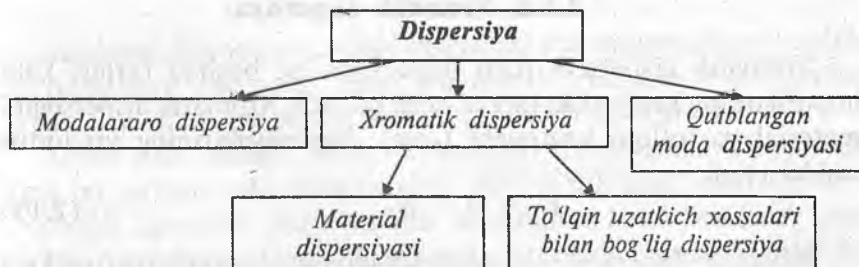 Dispersiya
Modalararo dispersiya
Xromatik dispersiya
Qutblangan
moda dispersiyasi
Material
dispersiyasi
To‘lqin uzatkich xossalari
bilan bog‘liq dispersiya